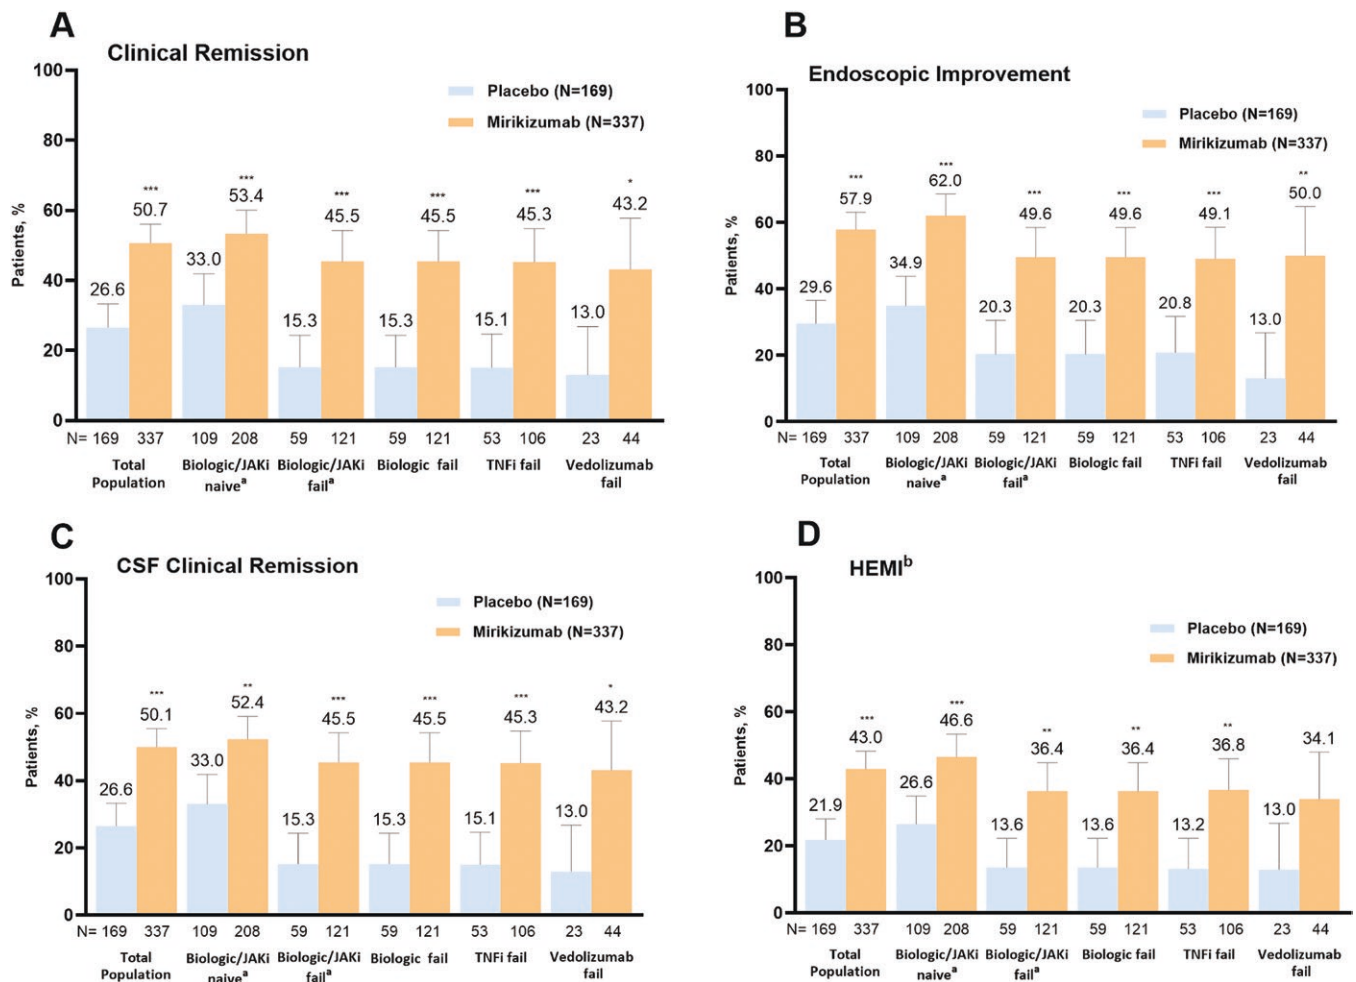 A
Clinical Remission
100
80
60
40
20
0
Patients, %
Placebo (N=169)
Mirikizumab (N=337)
***
***
***
***
***
*
26.6
50.7
33.0
53.4
15.3
45.5
15.3
45.5
15.1
45.3
13.0
43.2
N= 169 337 109 208 59 121 59 121 53 106 23 44
Total
Population
Biologic/JAKi
naiveᵃ
Biologic/JAKi
failᵃ
Biologic fail
TNFi fail
Vedolizumab
fail
B
Endoscopic Improvement
100
80
60
40
20
0
Patients, %
Placebo (N=169)
Mirikizumab (N=337)
***
***
***
***
***
**
29.6
57.9
34.9
62.0
20.3
49.6
20.3
49.6
20.8
49.1
13.0
50.0
N= 169 337 109 208 59 121 59 121 53 106 23 44
Total
Population
Biologic/JAKi
naiveᵃ
Biologic/JAKi
failᵃ
Biologic fail
TNFi fail
Vedolizumab
fail
C
CSF Clinical Remission
100
80
60
40
20
0
Patients, %
Placebo (N=169)
Mirikizumab (N=337)
***
**
***
***
***
*
26.6
50.1
33.0
52.4
15.3
45.5
15.3
45.5
15.1
45.3
13.0
43.2
N= 169 337 109 208 59 121 59 121 53 106 23 44
Total
Population
Biologic/JAKi
naiveᵃ
Biologic/JAKi
failᵃ
Biologic fail
TNFi fail
Vedolizumab
fail
D
HEMIᵇ
100
80
60
40
20
0
Patients, %
Placebo (N=169)
Mirikizumab (N=337)
***
***
**
**
**
21.9
43.0
26.6
46.6
13.6
36.4
13.6
36.4
13.2
36.8
13.0
34.1
N= 169 337 109 208 59 121 59 121 53 106 23 44
Total
Population
Biologic/JAKi
naiveᵃ
Biologic/JAKi
failᵃ
Biologic fail
TNFi fail
Vedolizumab
fail